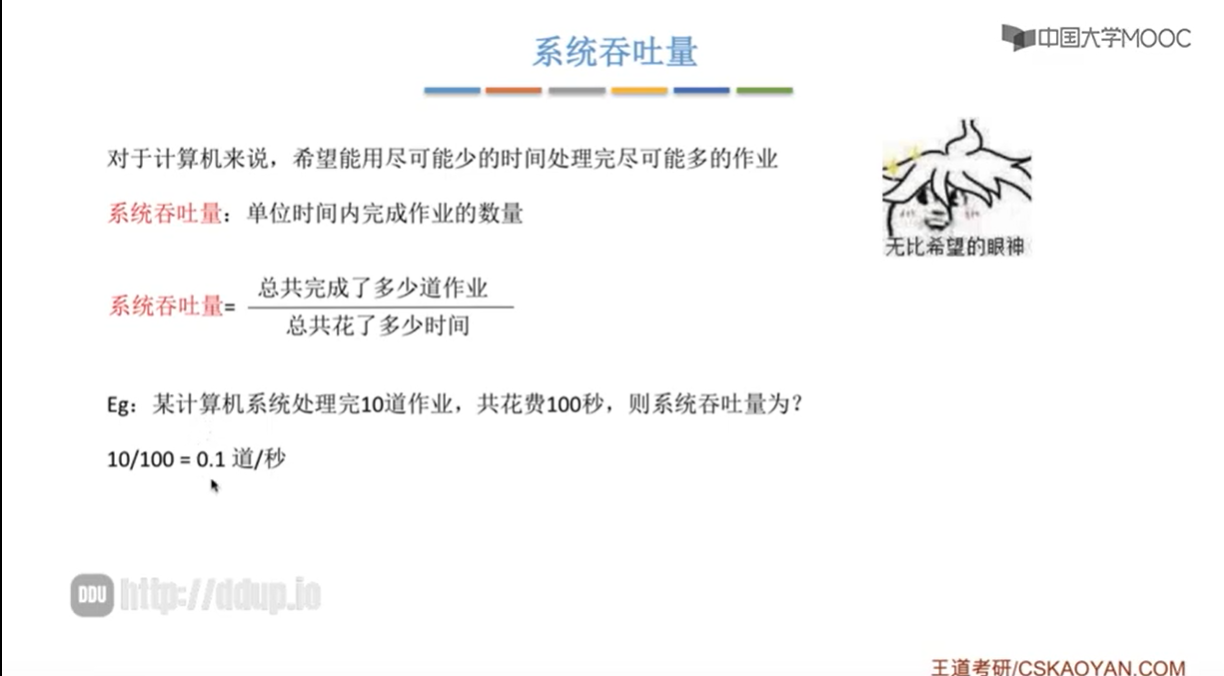 系统吞吐量
中国大学MOOC
对于计算机来说，希望能用尽可能少的时间处理完尽可能多的作业
系统吞吐量：单位时间内完成作业的数量
无比希望的眼神
系统吞吐量=
总共完成了多少道作业
总共花了多少时间
Eg：某计算机系统处理完10道作业，共花费100秒，则系统吞吐量为？
10/100 = 0.1 道/秒
DDU http://ddup.io
王道考研/CSKAOYAN.COM